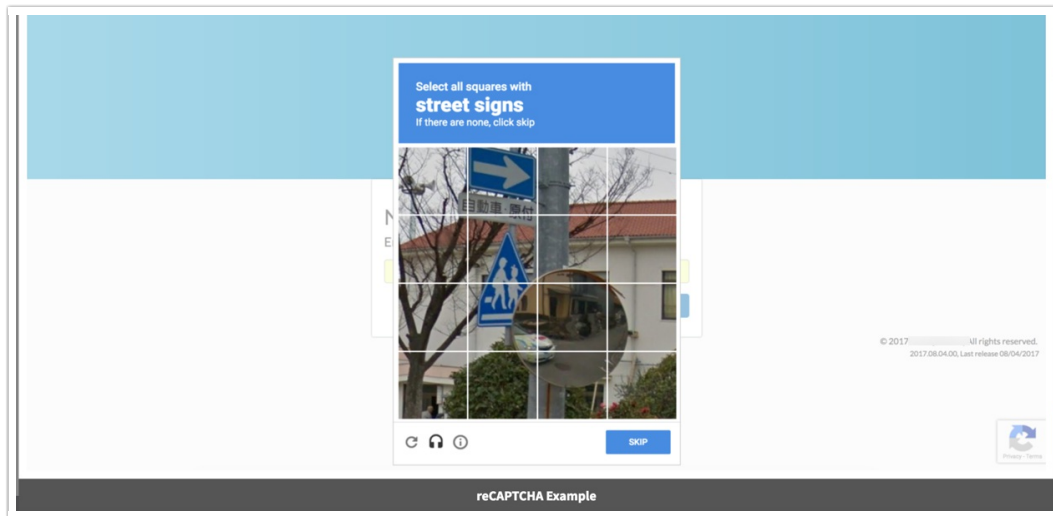 Select all squares with
street signs
If there are none, click skip
自動車・原付
N
E
SKIP
© 2017 All rights reserved.
2017.08.04.00, Last release 08/04/2017
Privacy - Terms
reCAPTCHA Example